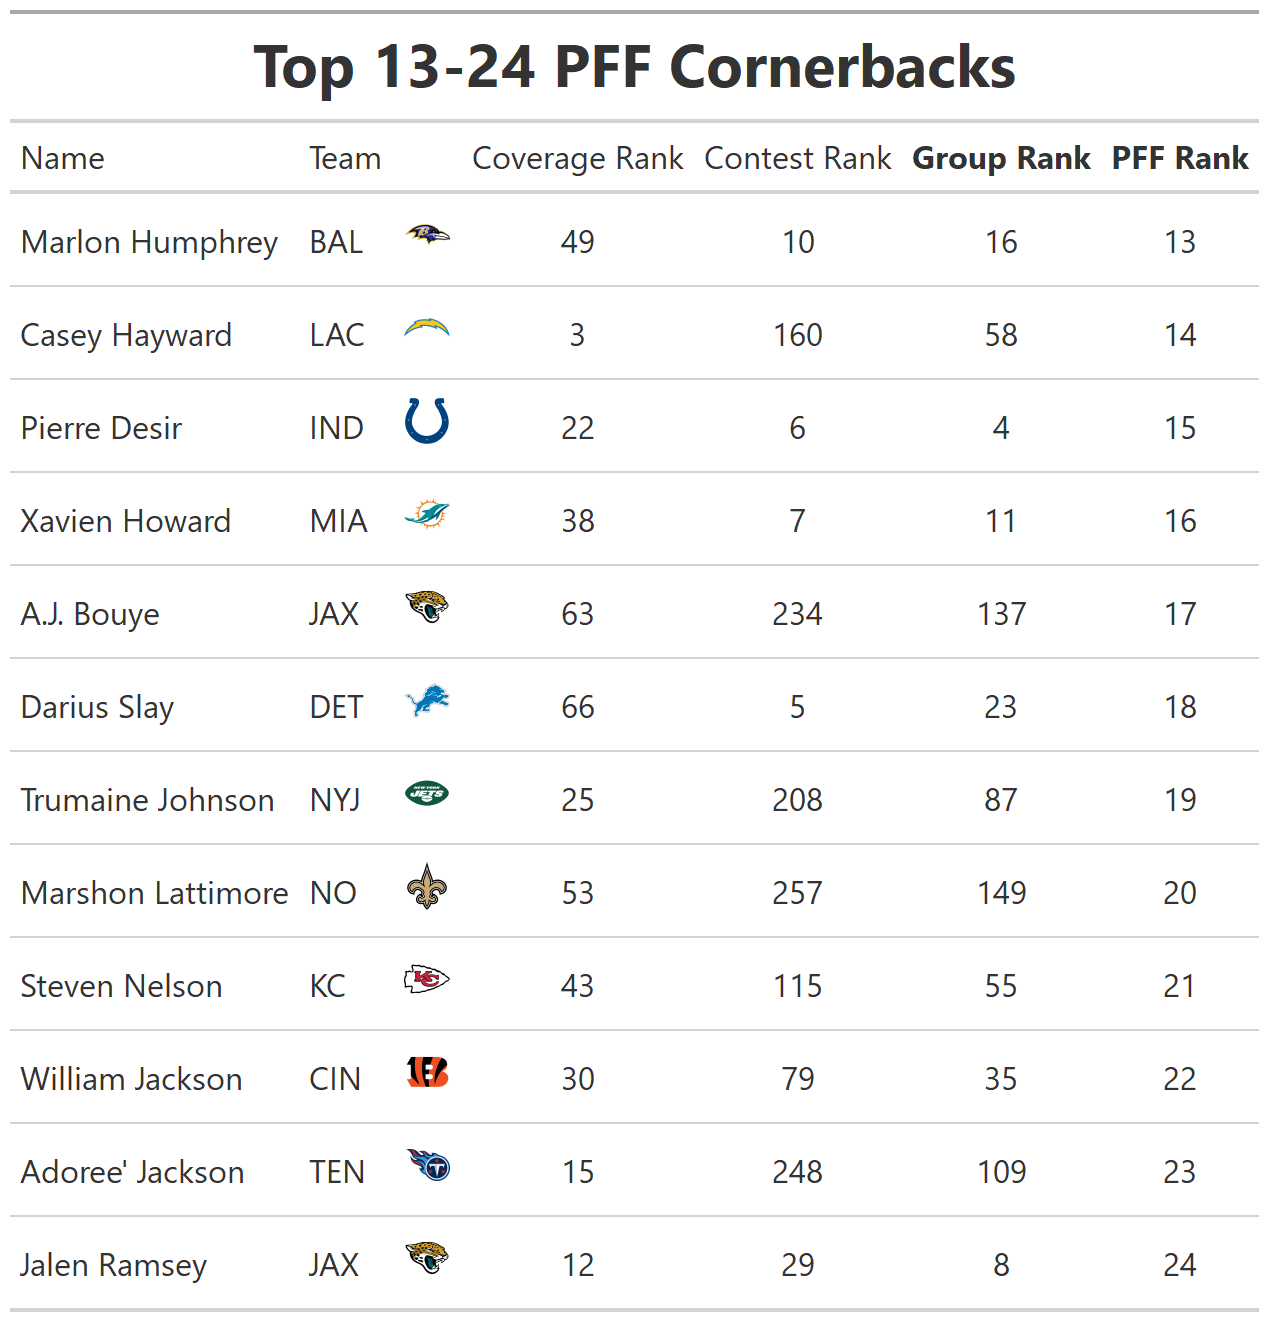 Top 13-24 PFF Cornerbacks
Name Team Coverage Rank Contest Rank Group Rank PFF Rank
Marlon Humphrey BAL 49 10 16 13
Casey Hayward LAC 3 160 58 14
Pierre Desir IND 22 6 4 15
Xavien Howard MIA 38 7 11 16
A.J. Bouye JAX 63 234 137 17
Darius Slay DET 66 5 23 18
Trumaine Johnson NYJ NEW YORK JETS 25 208 87 19
Marshon Lattimore NO 53 257 149 20
Steven Nelson KC KC 43 115 55 21
William Jackson CIN B 30 79 35 22
Adoree' Jackson TEN T 15 248 109 23
Jalen Ramsey JAX 12 29 8 24